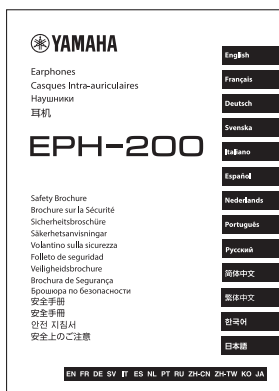 YAMAHA
Earphones
Casques Intra-auriculaires
Наушники
耳机
EPH-200
Safety Brochure
Brochure sur la Sécurité
Sicherheitsbroschüre
Säkerhetsanvisningar
Volantino sulla sicurezza
Folleto de seguridad
Veiligheidsbrochure
Brochura de Segurança
Брошюра по безопасности
安全手册
安全手冊
안전 지침서
安全上のご注意
English
Français
Deutsch
Svenska
Italiano
Español
Nederlands
Português
Русский
简体中文
繁体中文
한국어
日本語
EN FR DE SV IT ES NL PT RU ZH-CN ZH-TW KO JA